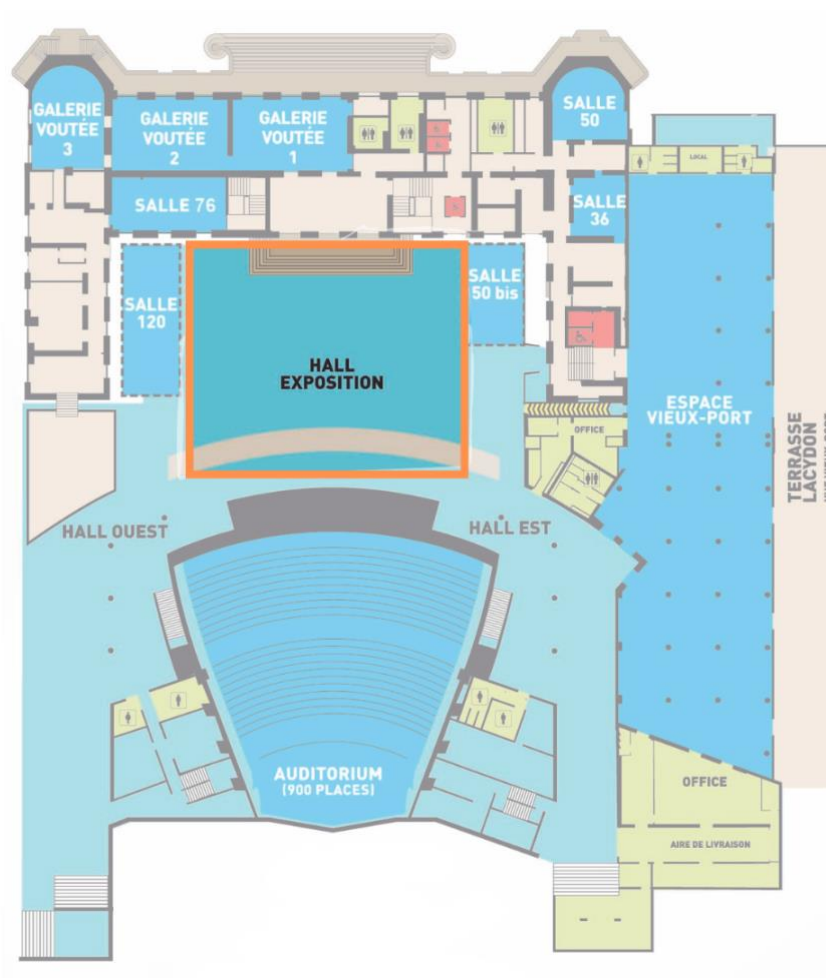 GALERIE
VOUTÉE
3
GALERIE
VOUTÉE
2
GALERIE
VOUTÉE
1
SALLE
50
LOCAL
SALLE 76
SALLE
36
SALLE
120
SALLE
50 bis
HALL
EXPOSITION
ESPACE
VIEUX-PORT
OFFICE
TERRASSE
LACYDON
HALL OUEST
HALL EST
AUDITORIUM
(900 PLACES)
OFFICE
AIRE DE LIVRAISON